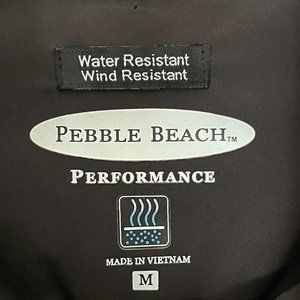 Water Resistant
Wind Resistant
PEBBLE BEACH™
PERFORMANCE
MADE IN VIETNAM
M